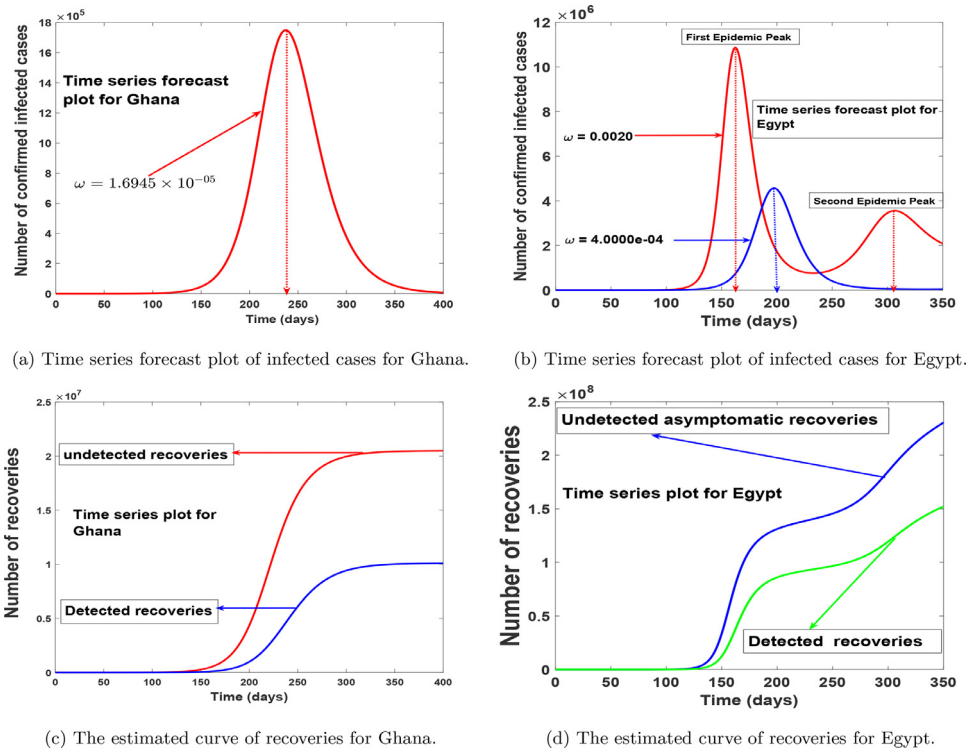 ×10^5
18
16
14
12
10
8
6
4
2
0
Number of confirmed infected cases
Time series forecast
plot for Ghana
ω = 1.6945 × 10^−05
0 50 100 150 200 250 300 350 400
Time (days)
(a) Time series forecast plot of infected cases for Ghana.
×10^6
12
10
8
6
4
2
0
Number of confirmed infected cases
First Epidemic Peak
Time series forecast plot for
Egypt
ω = 0.0020
Second Epidemic Peak
ω = 4.0000e-04
0 50 100 150 200 250 300 350
Time (days)
(b) Time series forecast plot of infected cases for Egypt.
×10^7
2.5
2
1.5
1
0.5
0
Number of recoveries
undetected recoveries
Time series plot for
Ghana
Detected recoveries
0 50 100 150 200 250 300 350 400
Time (days)
(c) The estimated curve of recoveries for Ghana.
×10^8
2.5
2
1.5
1
0.5
0
Number of recoveries
Undetected asymptomatic recoveries
Time series plot for Egypt
Detected recoveries
0 50 100 150 200 250 300 350
Time (days)
(d) The estimated curve of recoveries for Egypt.